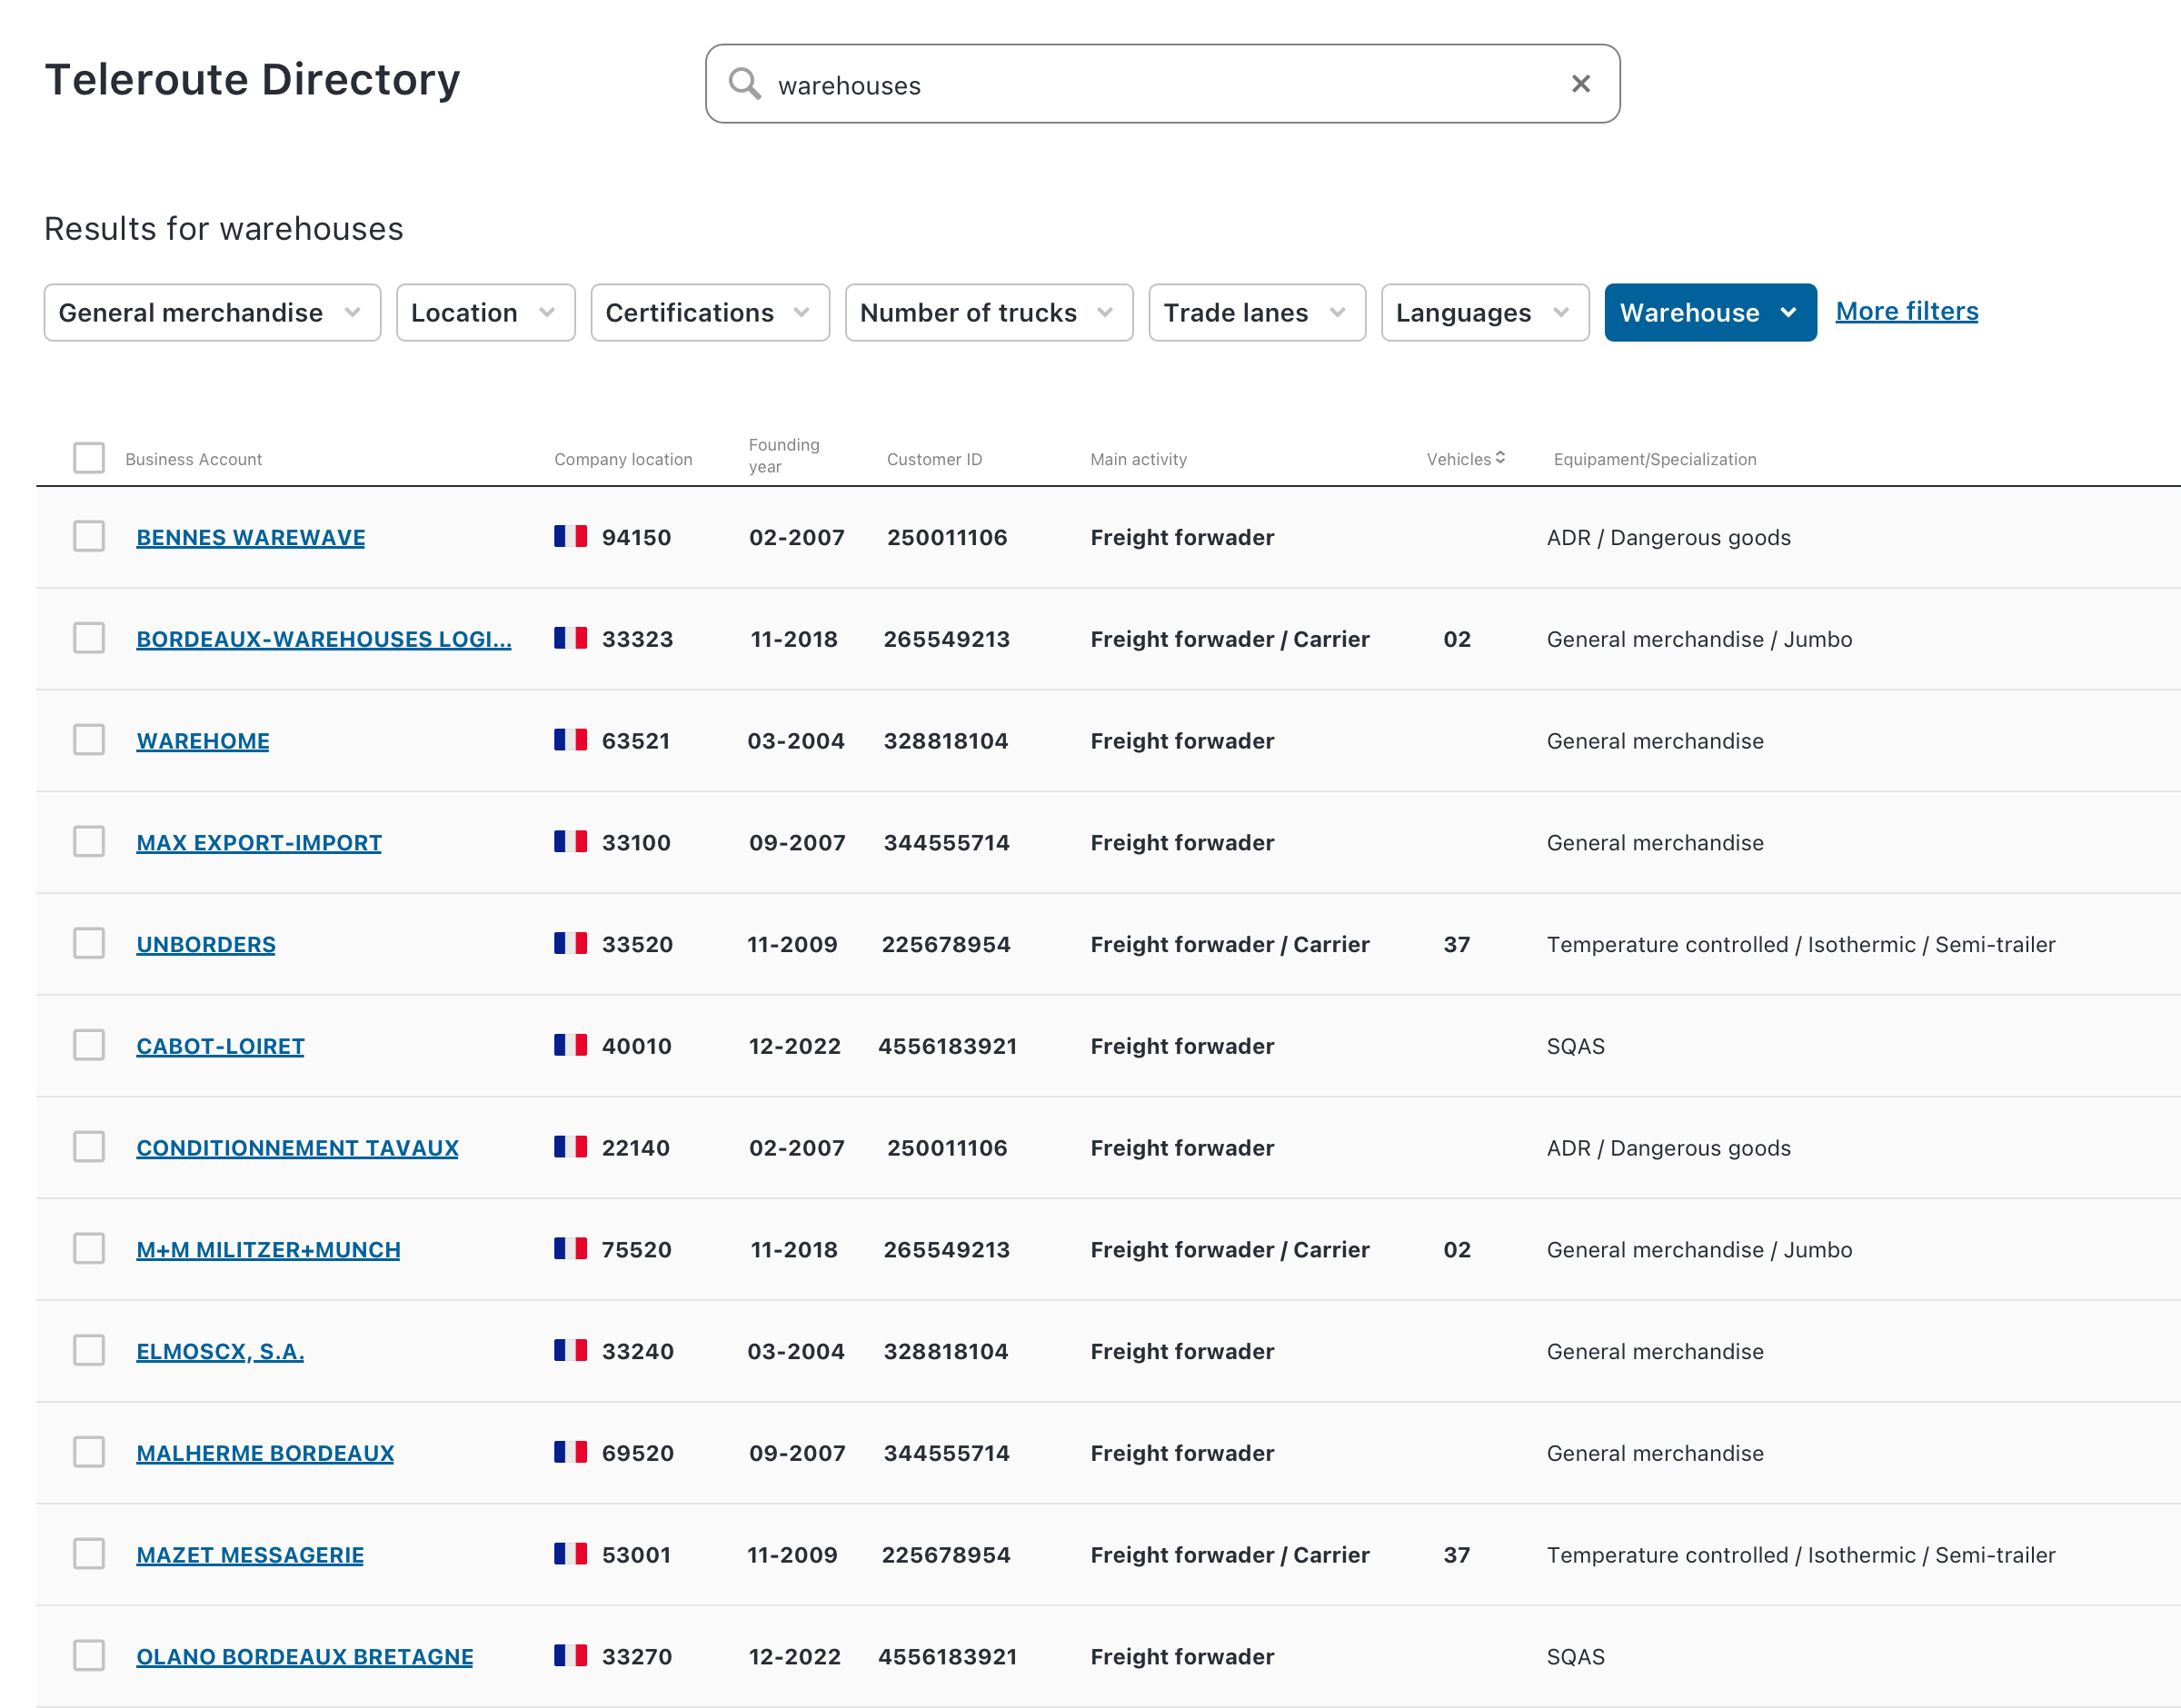 Teleroute Directory
warehouses
Results for warehouses
General merchandise Location Certifications Number of trucks Trade lanes Languages Warehouse More filters
Business Account Company location Founding year Customer ID Main activity Vehicles Equipament/Specialization
BENNES WAREWAVE 94150 02-2007 250011106 Freight forwader ADR / Dangerous goods
BORDEAUX-WAREHOUSES LOGI... 33323 11-2018 265549213 Freight forwader / Carrier 02 General merchandise / Jumbo
WAREHOME 63521 03-2004 328818104 Freight forwader General merchandise
MAX EXPORT-IMPORT 33100 09-2007 344555714 Freight forwader General merchandise
UNBORDERS 33520 11-2009 225678954 Freight forwader / Carrier 37 Temperature controlled / Isothermic / Semi-trailer
CABOT-LOIRET 40010 12-2022 4556183921 Freight forwader SQAS
CONDITIONNEMENT TAVAUX 22140 02-2007 250011106 Freight forwader ADR / Dangerous goods
M+M MILITZER+MUNCH 75520 11-2018 265549213 Freight forwader / Carrier 02 General merchandise / Jumbo
ELMOSCX, S.A. 33240 03-2004 328818104 Freight forwader General merchandise
MALHERME BORDEAUX 69520 09-2007 344555714 Freight forwader General merchandise
MAZET MESSAGERIE 53001 11-2009 225678954 Freight forwader / Carrier 37 Temperature controlled / Isothermic / Semi-trailer
OLANO BORDEAUX BRETAGNE 33270 12-2022 4556183921 Freight forwader SQAS